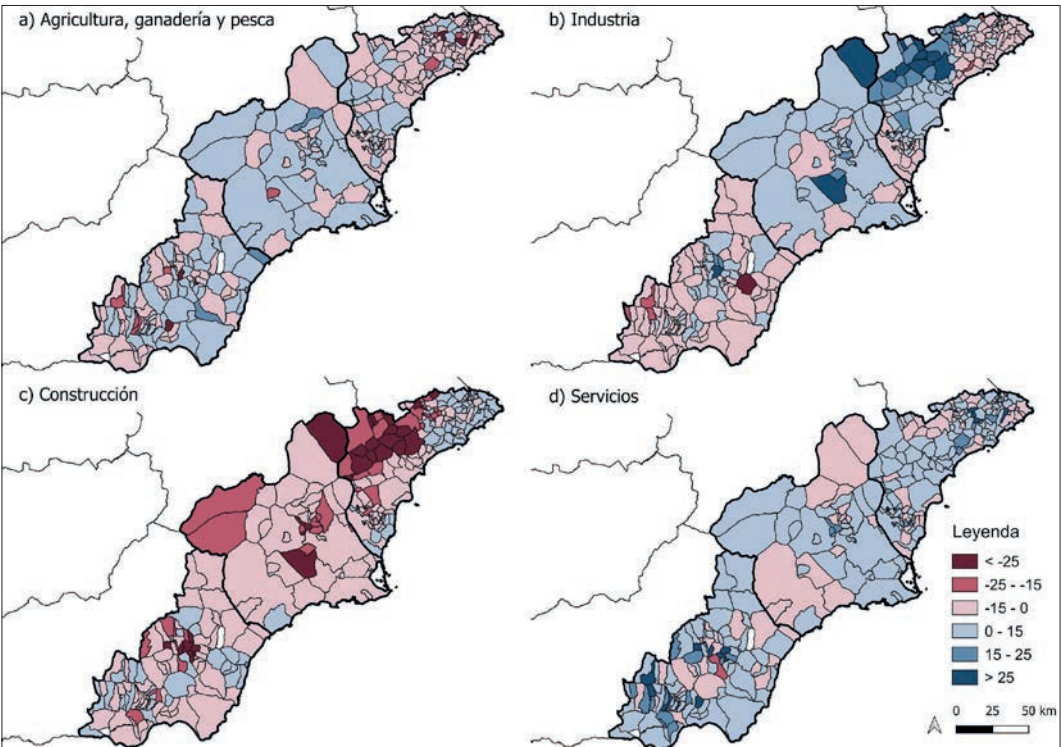 a) Agricultura, ganadería y pesca
b) Industria
c) Construcción
d) Servicios
Leyenda
< -25
-25 - -15
-15 - 0
0 - 15
15 - 25
> 25
0 25 50 km